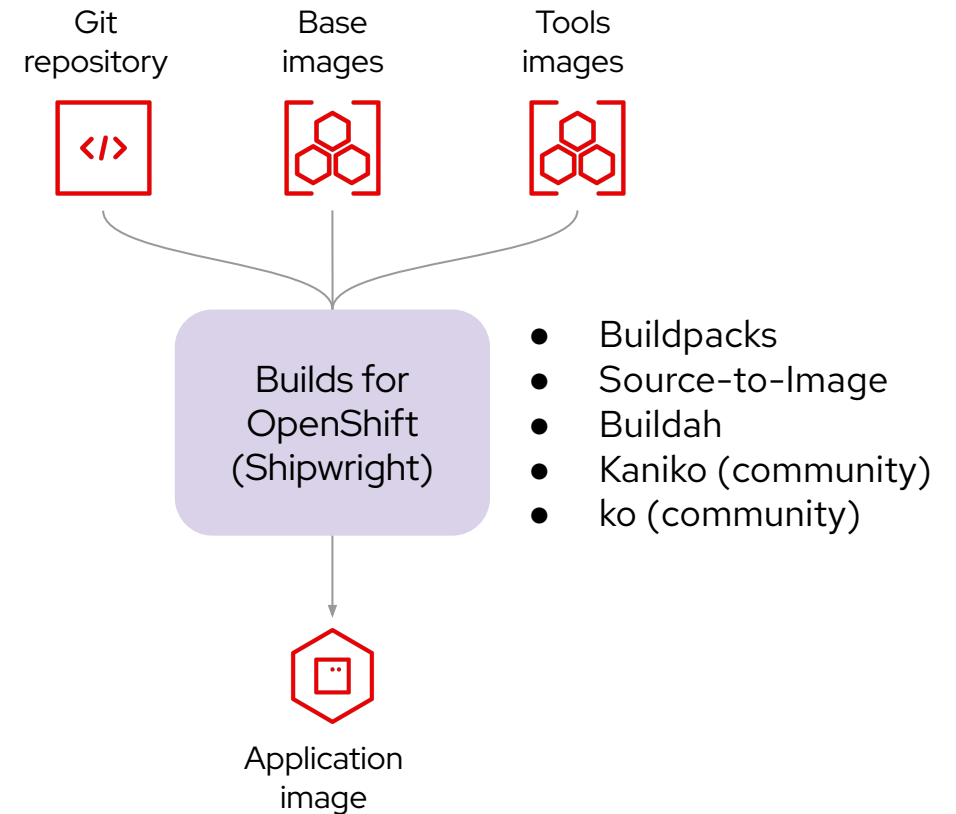 Git
repository
Base
images
Tools
images
</>
Builds for
OpenShift
(Shipwright)
● Buildpacks
● Source-to-Image
● Buildah
● Kaniko (community)
● ko (community)
Application
image